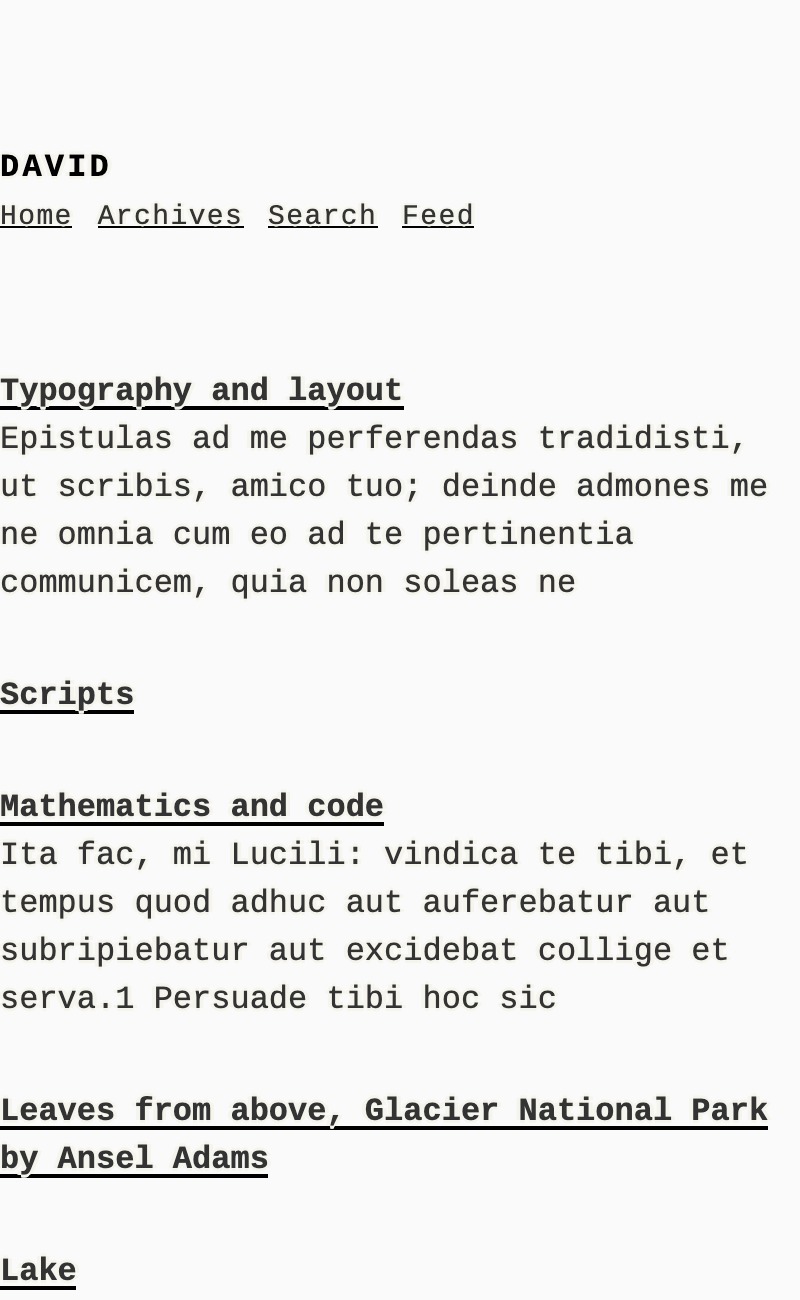 DAVID
Home Archives Search Feed
Typography and layout
Epistulas ad me perferendas tradidisti,
ut scribis, amico tuo; deinde admones me
ne omnia cum eo ad te pertinentia
communicem, quia non soleas ne
Scripts
Mathematics and code
Ita fac, mi Lucili: vindica te tibi, et
tempus quod adhuc aut auferebatur aut
subripiebatur aut excidebat collige et
serva.1 Persuade tibi hoc sic
Leaves from above, Glacier National Park
by Ansel Adams
Lake